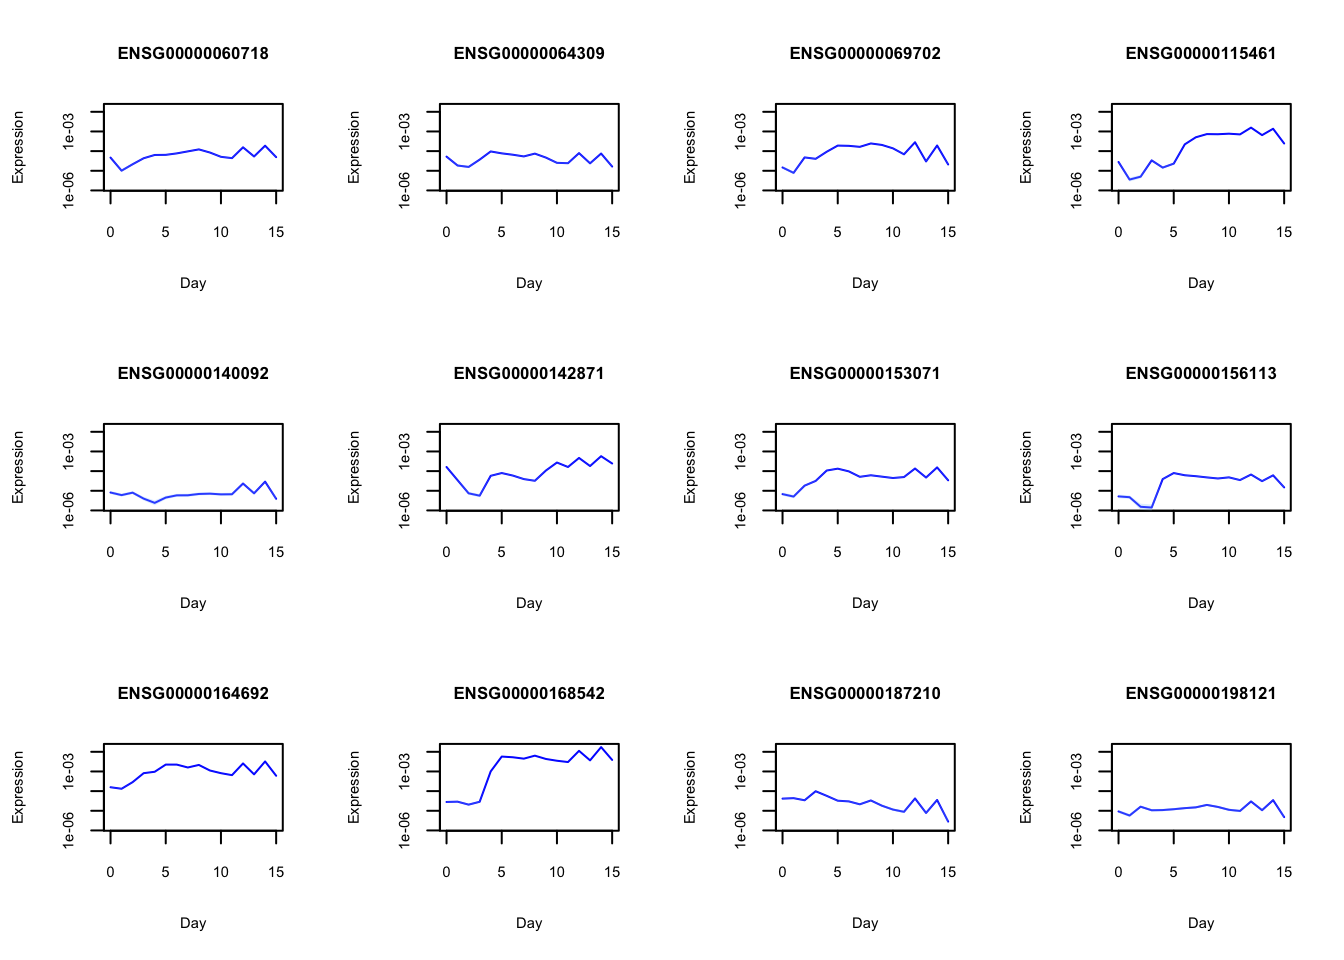 ENSG00000060718 ENSG00000064309 ENSG00000069702 ENSG00000115461
Expression Expression Expression Expression
1e-03 1e-03 1e-03 1e-03
1e-06 1e-06 1e-06 1e-06
0 5 10 15 0 5 10 15 0 5 10 15 0 5 10 15
Day Day Day Day
ENSG00000140092 ENSG00000142871 ENSG00000153071 ENSG00000156113
Expression Expression Expression Expression
1e-03 1e-03 1e-03 1e-03
1e-06 1e-06 1e-06 1e-06
0 5 10 15 0 5 10 15 0 5 10 15 0 5 10 15
Day Day Day Day
ENSG00000164692 ENSG00000168542 ENSG00000187210 ENSG00000198121
Expression Expression Expression Expression
1e-03 1e-03 1e-03 1e-03
1e-06 1e-06 1e-06 1e-06
0 5 10 15 0 5 10 15 0 5 10 15 0 5 10 15
Day Day Day Day